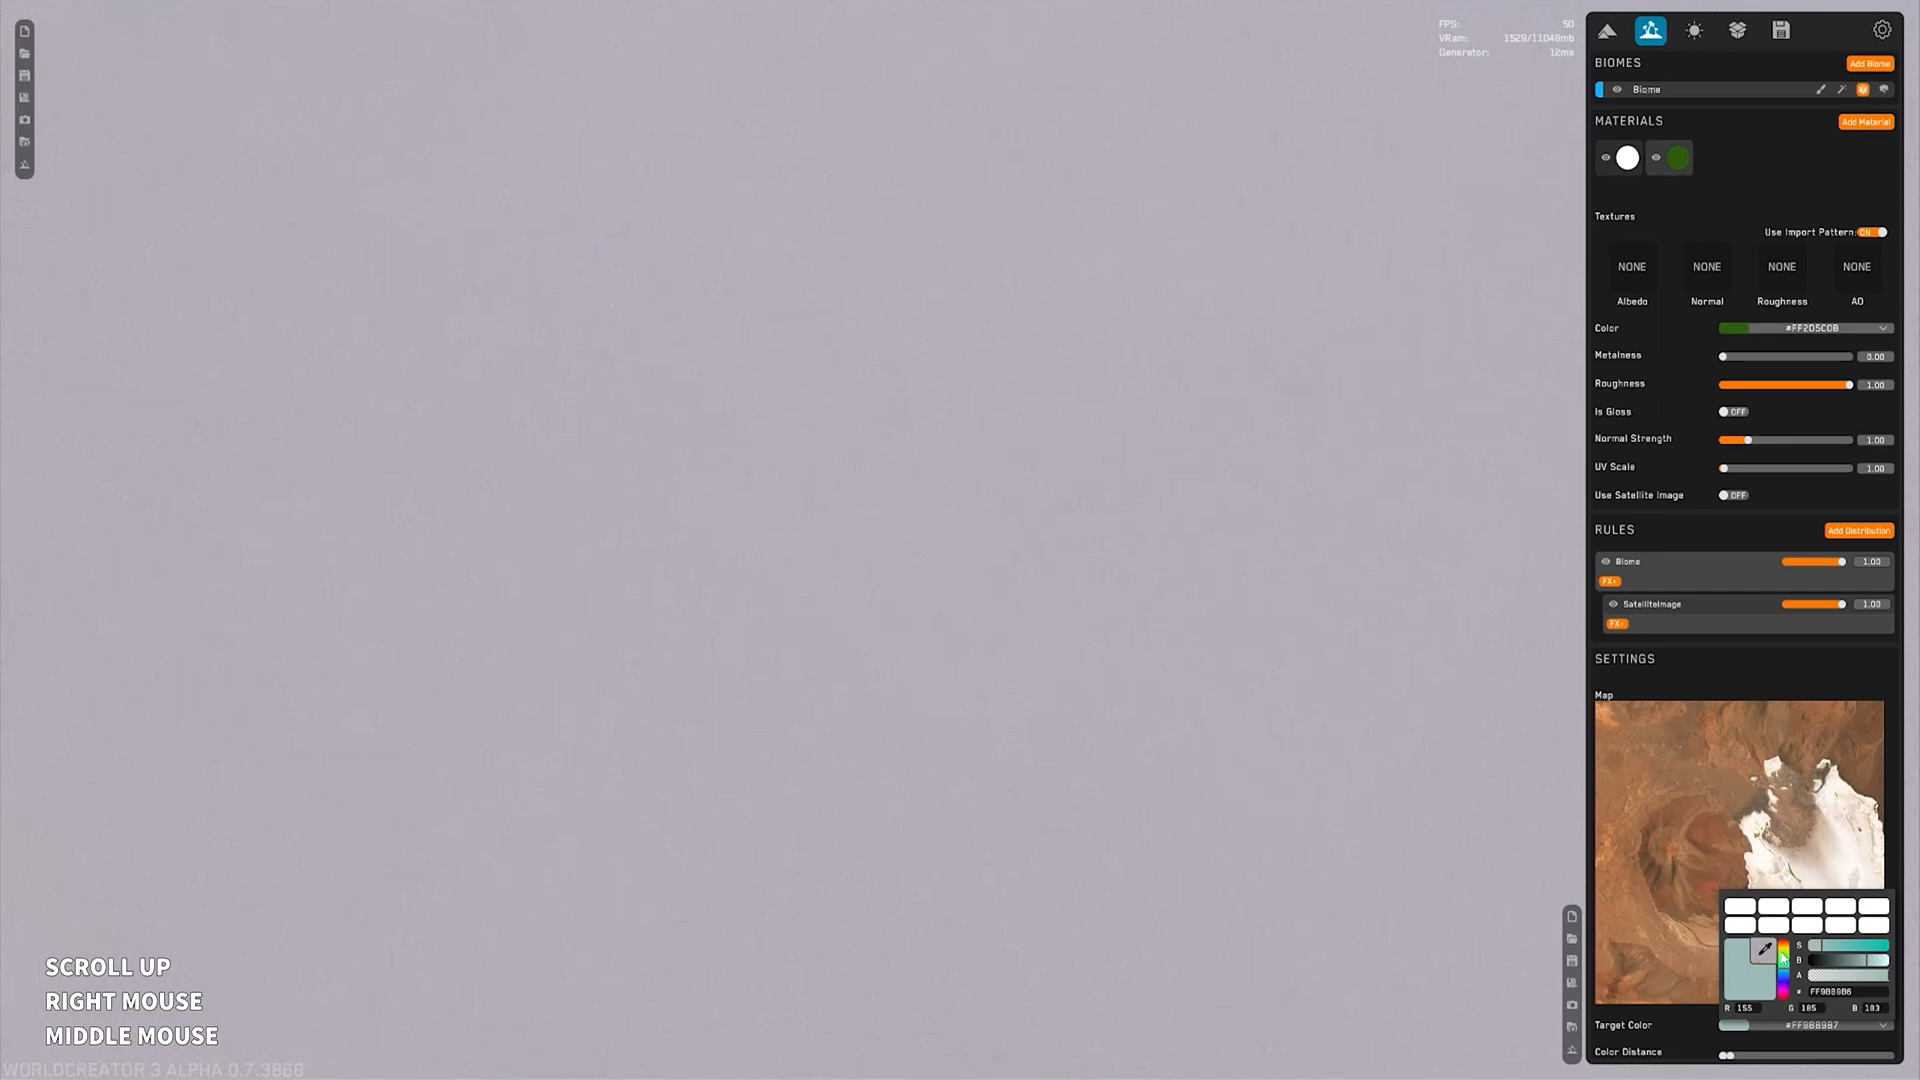 FPS: 50
VRam: 1529/11048mb
Generator: 12ms
BIOMES
Add Biome
Biome
MATERIALS
Add Material
Textures
Use Import Pattern: ON
NONE NONE NONE NONE
Albedo Normal Roughness AO
Color #FF2D5C0B
Metalness 0.00
Roughness 1.00
Is Gloss OFF
Normal Strength 1.00
UV Scale 1.00
Use Satellite Image OFF
RULES
Add Distribution
Biome 1.00
FX+
SatelliteImage 1.00
FX+
SETTINGS
Map
S
B
A
# FF9BB9B6
R 155 G 185 B 183
Target Color #FF9BB9B7
Color Distance
SCROLL UP
RIGHT MOUSE
MIDDLE MOUSE
WORLDCREATOR 3 ALPHA 0.7.3868